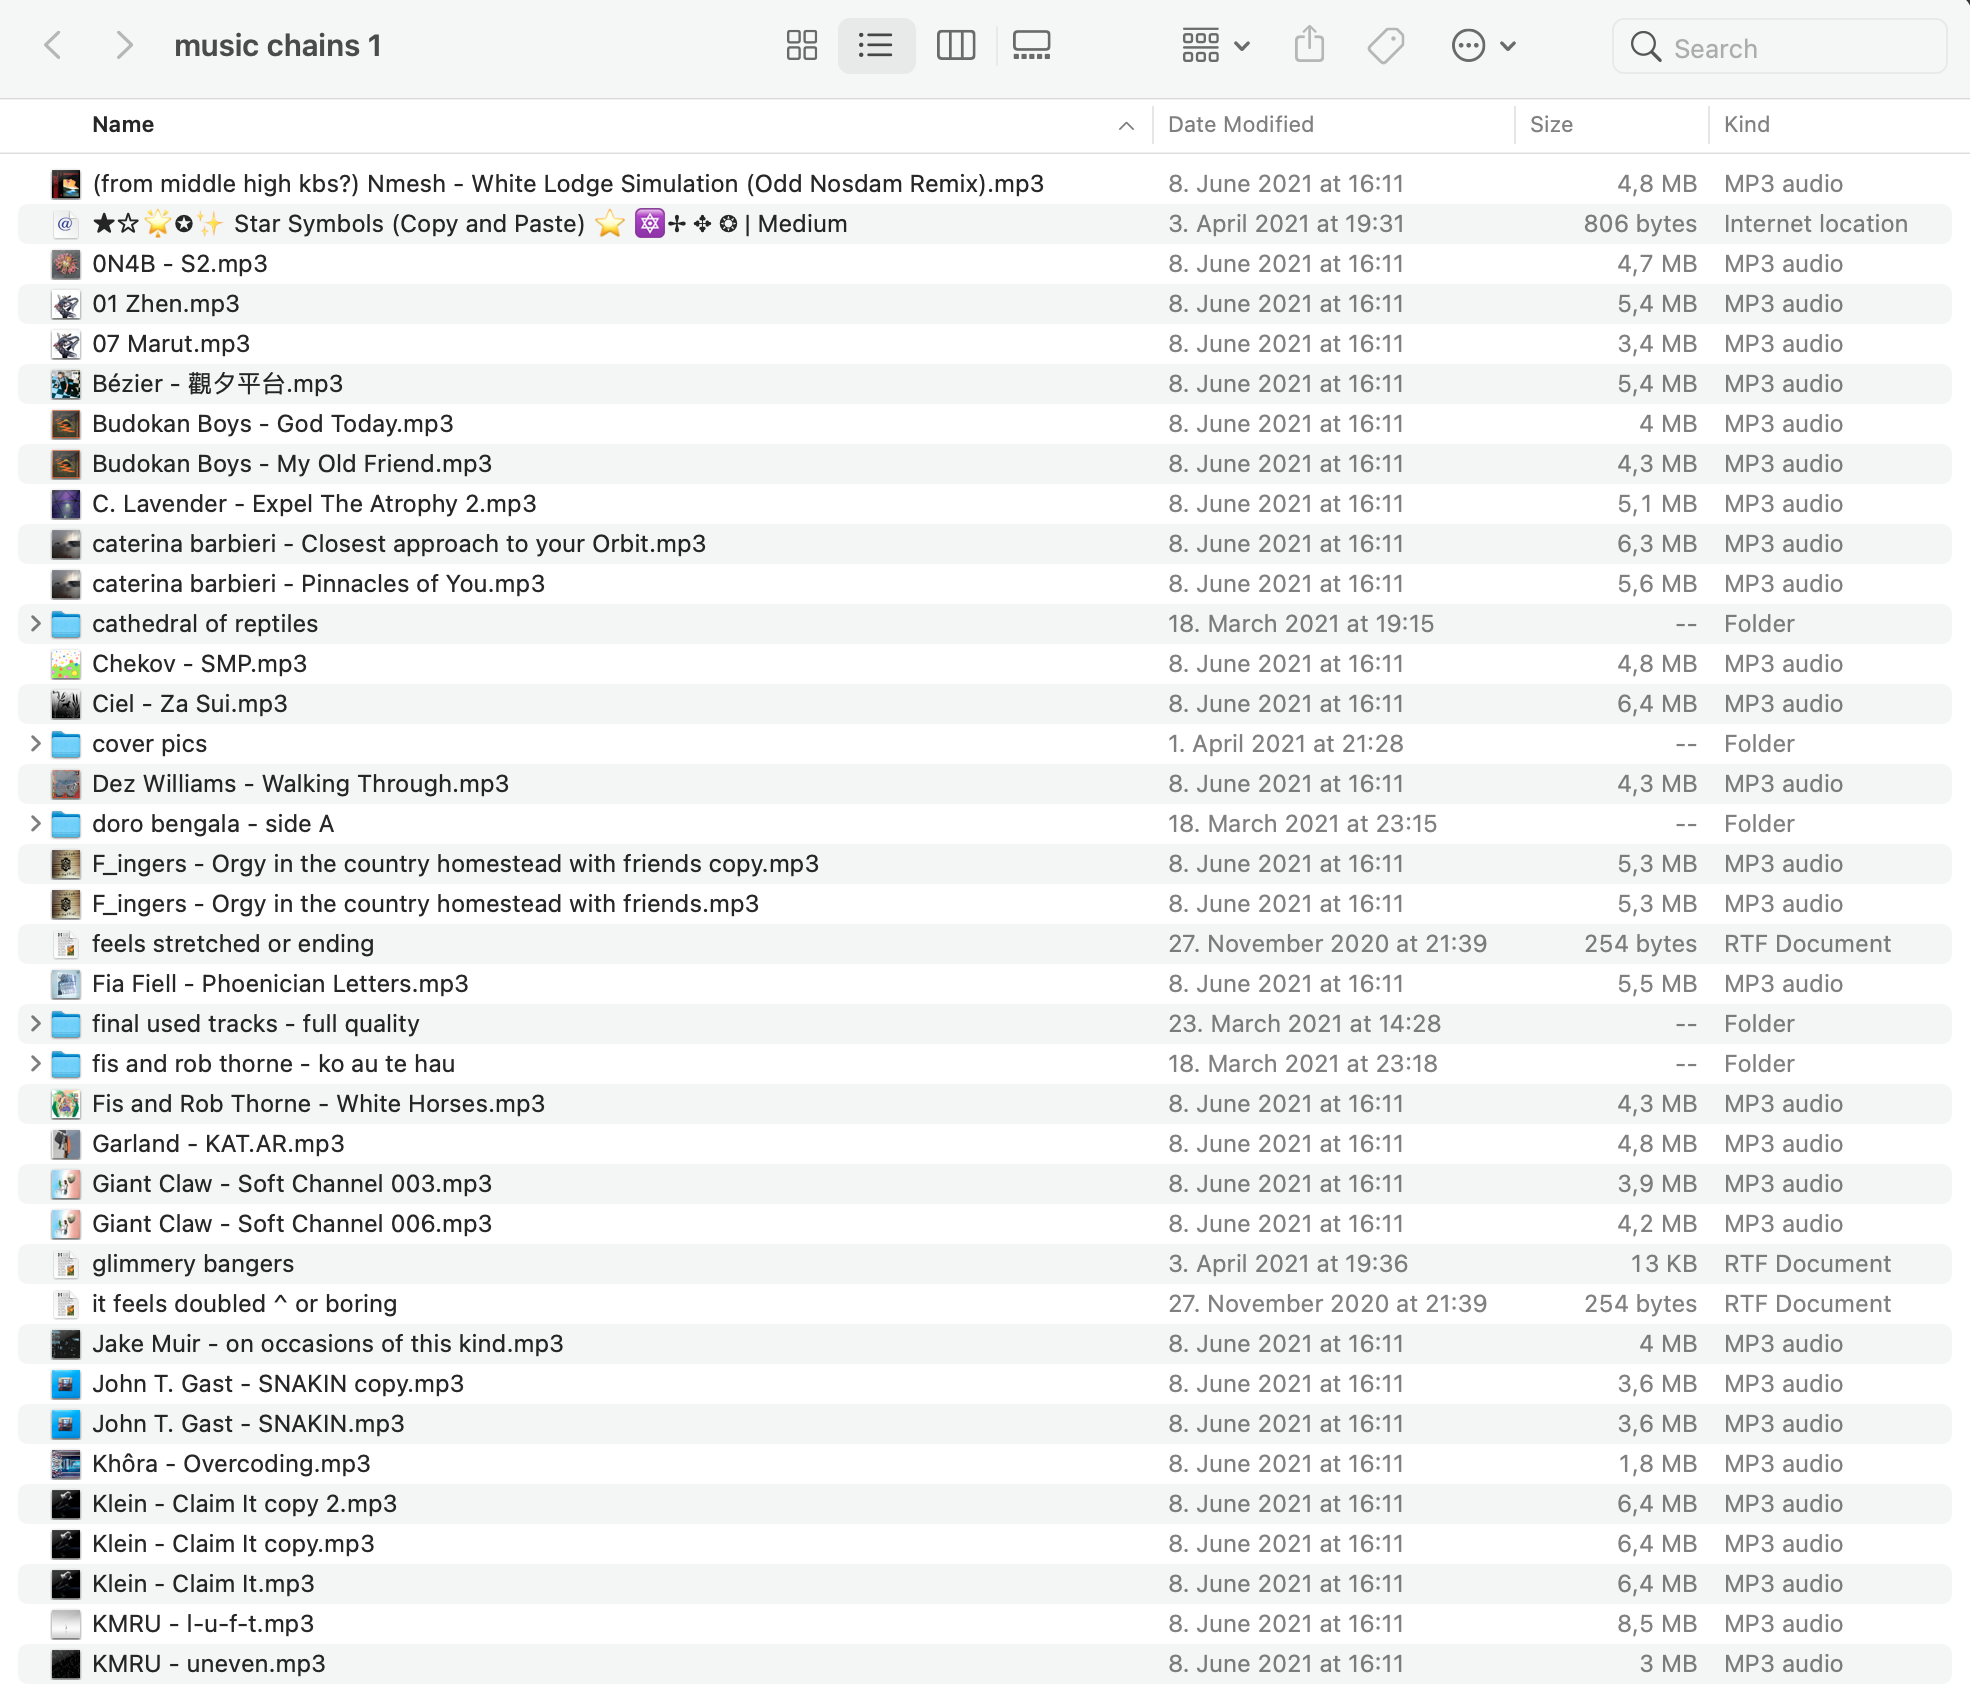 music chains 1
Search
Name Date Modified Size Kind
(from middle high kbs?) Nmesh - White Lodge Simulation (Odd Nosdam Remix).mp3 8. June 2021 at 16:11 4,8 MB MP3 audio
★☆🌟✪✨ Star Symbols (Copy and Paste) ⭐ 🔯✢ ✥ ❂ | Medium 3. April 2021 at 19:31 806 bytes Internet location
0N4B - S2.mp3 8. June 2021 at 16:11 4,7 MB MP3 audio
01 Zhen.mp3 8. June 2021 at 16:11 5,4 MB MP3 audio
07 Marut.mp3 8. June 2021 at 16:11 3,4 MB MP3 audio
Bézier - 觀夕平台.mp3 8. June 2021 at 16:11 5,4 MB MP3 audio
Budokan Boys - God Today.mp3 8. June 2021 at 16:11 4 MB MP3 audio
Budokan Boys - My Old Friend.mp3 8. June 2021 at 16:11 4,3 MB MP3 audio
C. Lavender - Expel The Atrophy 2.mp3 8. June 2021 at 16:11 5,1 MB MP3 audio
caterina barbieri - Closest approach to your Orbit.mp3 8. June 2021 at 16:11 6,3 MB MP3 audio
caterina barbieri - Pinnacles of You.mp3 8. June 2021 at 16:11 5,6 MB MP3 audio
cathedral of reptiles 18. March 2021 at 19:15 -- Folder
Chekov - SMP.mp3 8. June 2021 at 16:11 4,8 MB MP3 audio
Ciel - Za Sui.mp3 8. June 2021 at 16:11 6,4 MB MP3 audio
cover pics 1. April 2021 at 21:28 -- Folder
Dez Williams - Walking Through.mp3 8. June 2021 at 16:11 4,3 MB MP3 audio
doro bengala - side A 18. March 2021 at 23:15 -- Folder
F_ingers - Orgy in the country homestead with friends copy.mp3 8. June 2021 at 16:11 5,3 MB MP3 audio
F_ingers - Orgy in the country homestead with friends.mp3 8. June 2021 at 16:11 5,3 MB MP3 audio
feels stretched or ending 27. November 2020 at 21:39 254 bytes RTF Document
Fia Fiell - Phoenician Letters.mp3 8. June 2021 at 16:11 5,5 MB MP3 audio
final used tracks - full quality 23. March 2021 at 14:28 -- Folder
fis and rob thorne - ko au te hau 18. March 2021 at 23:18 -- Folder
Fis and Rob Thorne - White Horses.mp3 8. June 2021 at 16:11 4,3 MB MP3 audio
Garland - KAT.AR.mp3 8. June 2021 at 16:11 4,8 MB MP3 audio
Giant Claw - Soft Channel 003.mp3 8. June 2021 at 16:11 3,9 MB MP3 audio
Giant Claw - Soft Channel 006.mp3 8. June 2021 at 16:11 4,2 MB MP3 audio
glimmery bangers 3. April 2021 at 19:36 13 KB RTF Document
it feels doubled ^ or boring 27. November 2020 at 21:39 254 bytes RTF Document
Jake Muir - on occasions of this kind.mp3 8. June 2021 at 16:11 4 MB MP3 audio
John T. Gast - SNAKIN copy.mp3 8. June 2021 at 16:11 3,6 MB MP3 audio
John T. Gast - SNAKIN.mp3 8. June 2021 at 16:11 3,6 MB MP3 audio
Khôra - Overcoding.mp3 8. June 2021 at 16:11 1,8 MB MP3 audio
Klein - Claim It copy 2.mp3 8. June 2021 at 16:11 6,4 MB MP3 audio
Klein - Claim It copy.mp3 8. June 2021 at 16:11 6,4 MB MP3 audio
Klein - Claim It.mp3 8. June 2021 at 16:11 6,4 MB MP3 audio
KMRU - l-u-f-t.mp3 8. June 2021 at 16:11 8,5 MB MP3 audio
KMRU - uneven.mp3 8. June 2021 at 16:11 3 MB MP3 audio